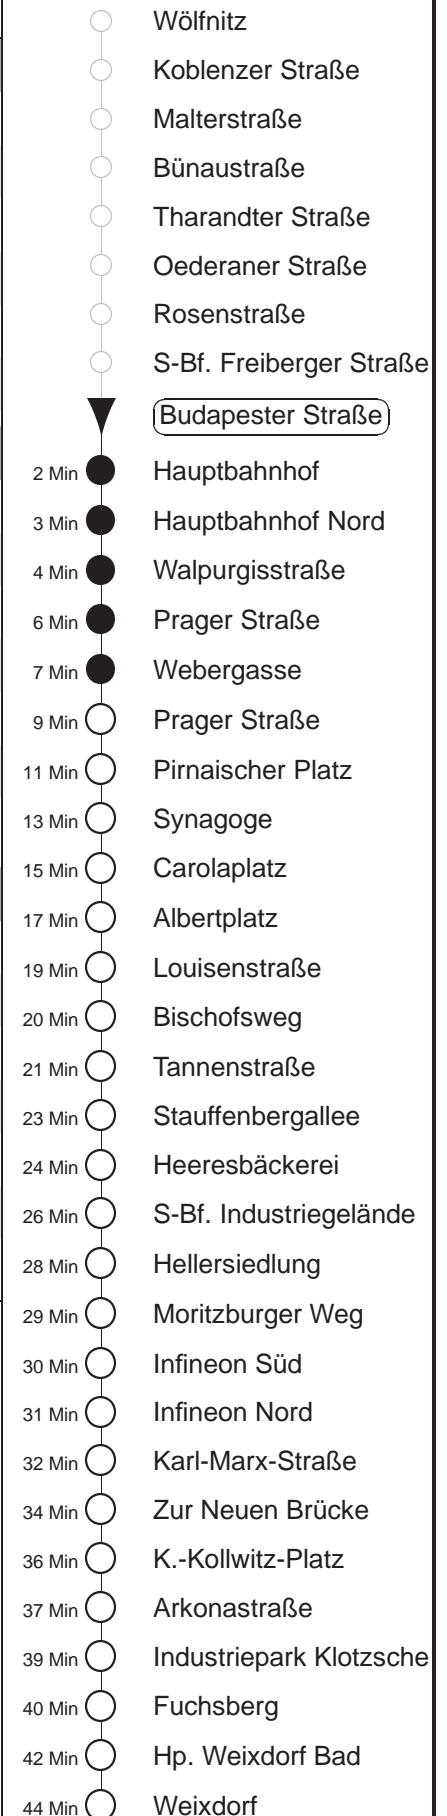 Wölfnitz
Koblenzer Straße
Malterstraße
Bünaustraße
Tharandter Straße
Oederaner Straße
Rosenstraße
S-Bf. Freiberger Straße
Budapester Straße
2 Min Hauptbahnhof
3 Min Hauptbahnhof Nord
4 Min Walpurgisstraße
6 Min Prager Straße
7 Min Webergasse
9 Min Prager Straße
11 Min Pirnaischer Platz
13 Min Synagoge
15 Min Carolaplatz
17 Min Albertplatz
19 Min Louisenstraße
20 Min Bischofsweg
21 Min Tannenstraße
23 Min Stauffenbergallee
24 Min Heeresbäckerei
26 Min S-Bf. Industriegelände
28 Min Hellersiedlung
29 Min Moritzburger Weg
30 Min Infineon Süd
31 Min Infineon Nord
32 Min Karl-Marx-Straße
34 Min Zur Neuen Brücke
36 Min K.-Kollwitz-Platz
37 Min Arkonastraße
39 Min Industriepark Klotzsche
40 Min Fuchsberg
42 Min Hp. Weixdorf Bad
44 Min Weixdorf